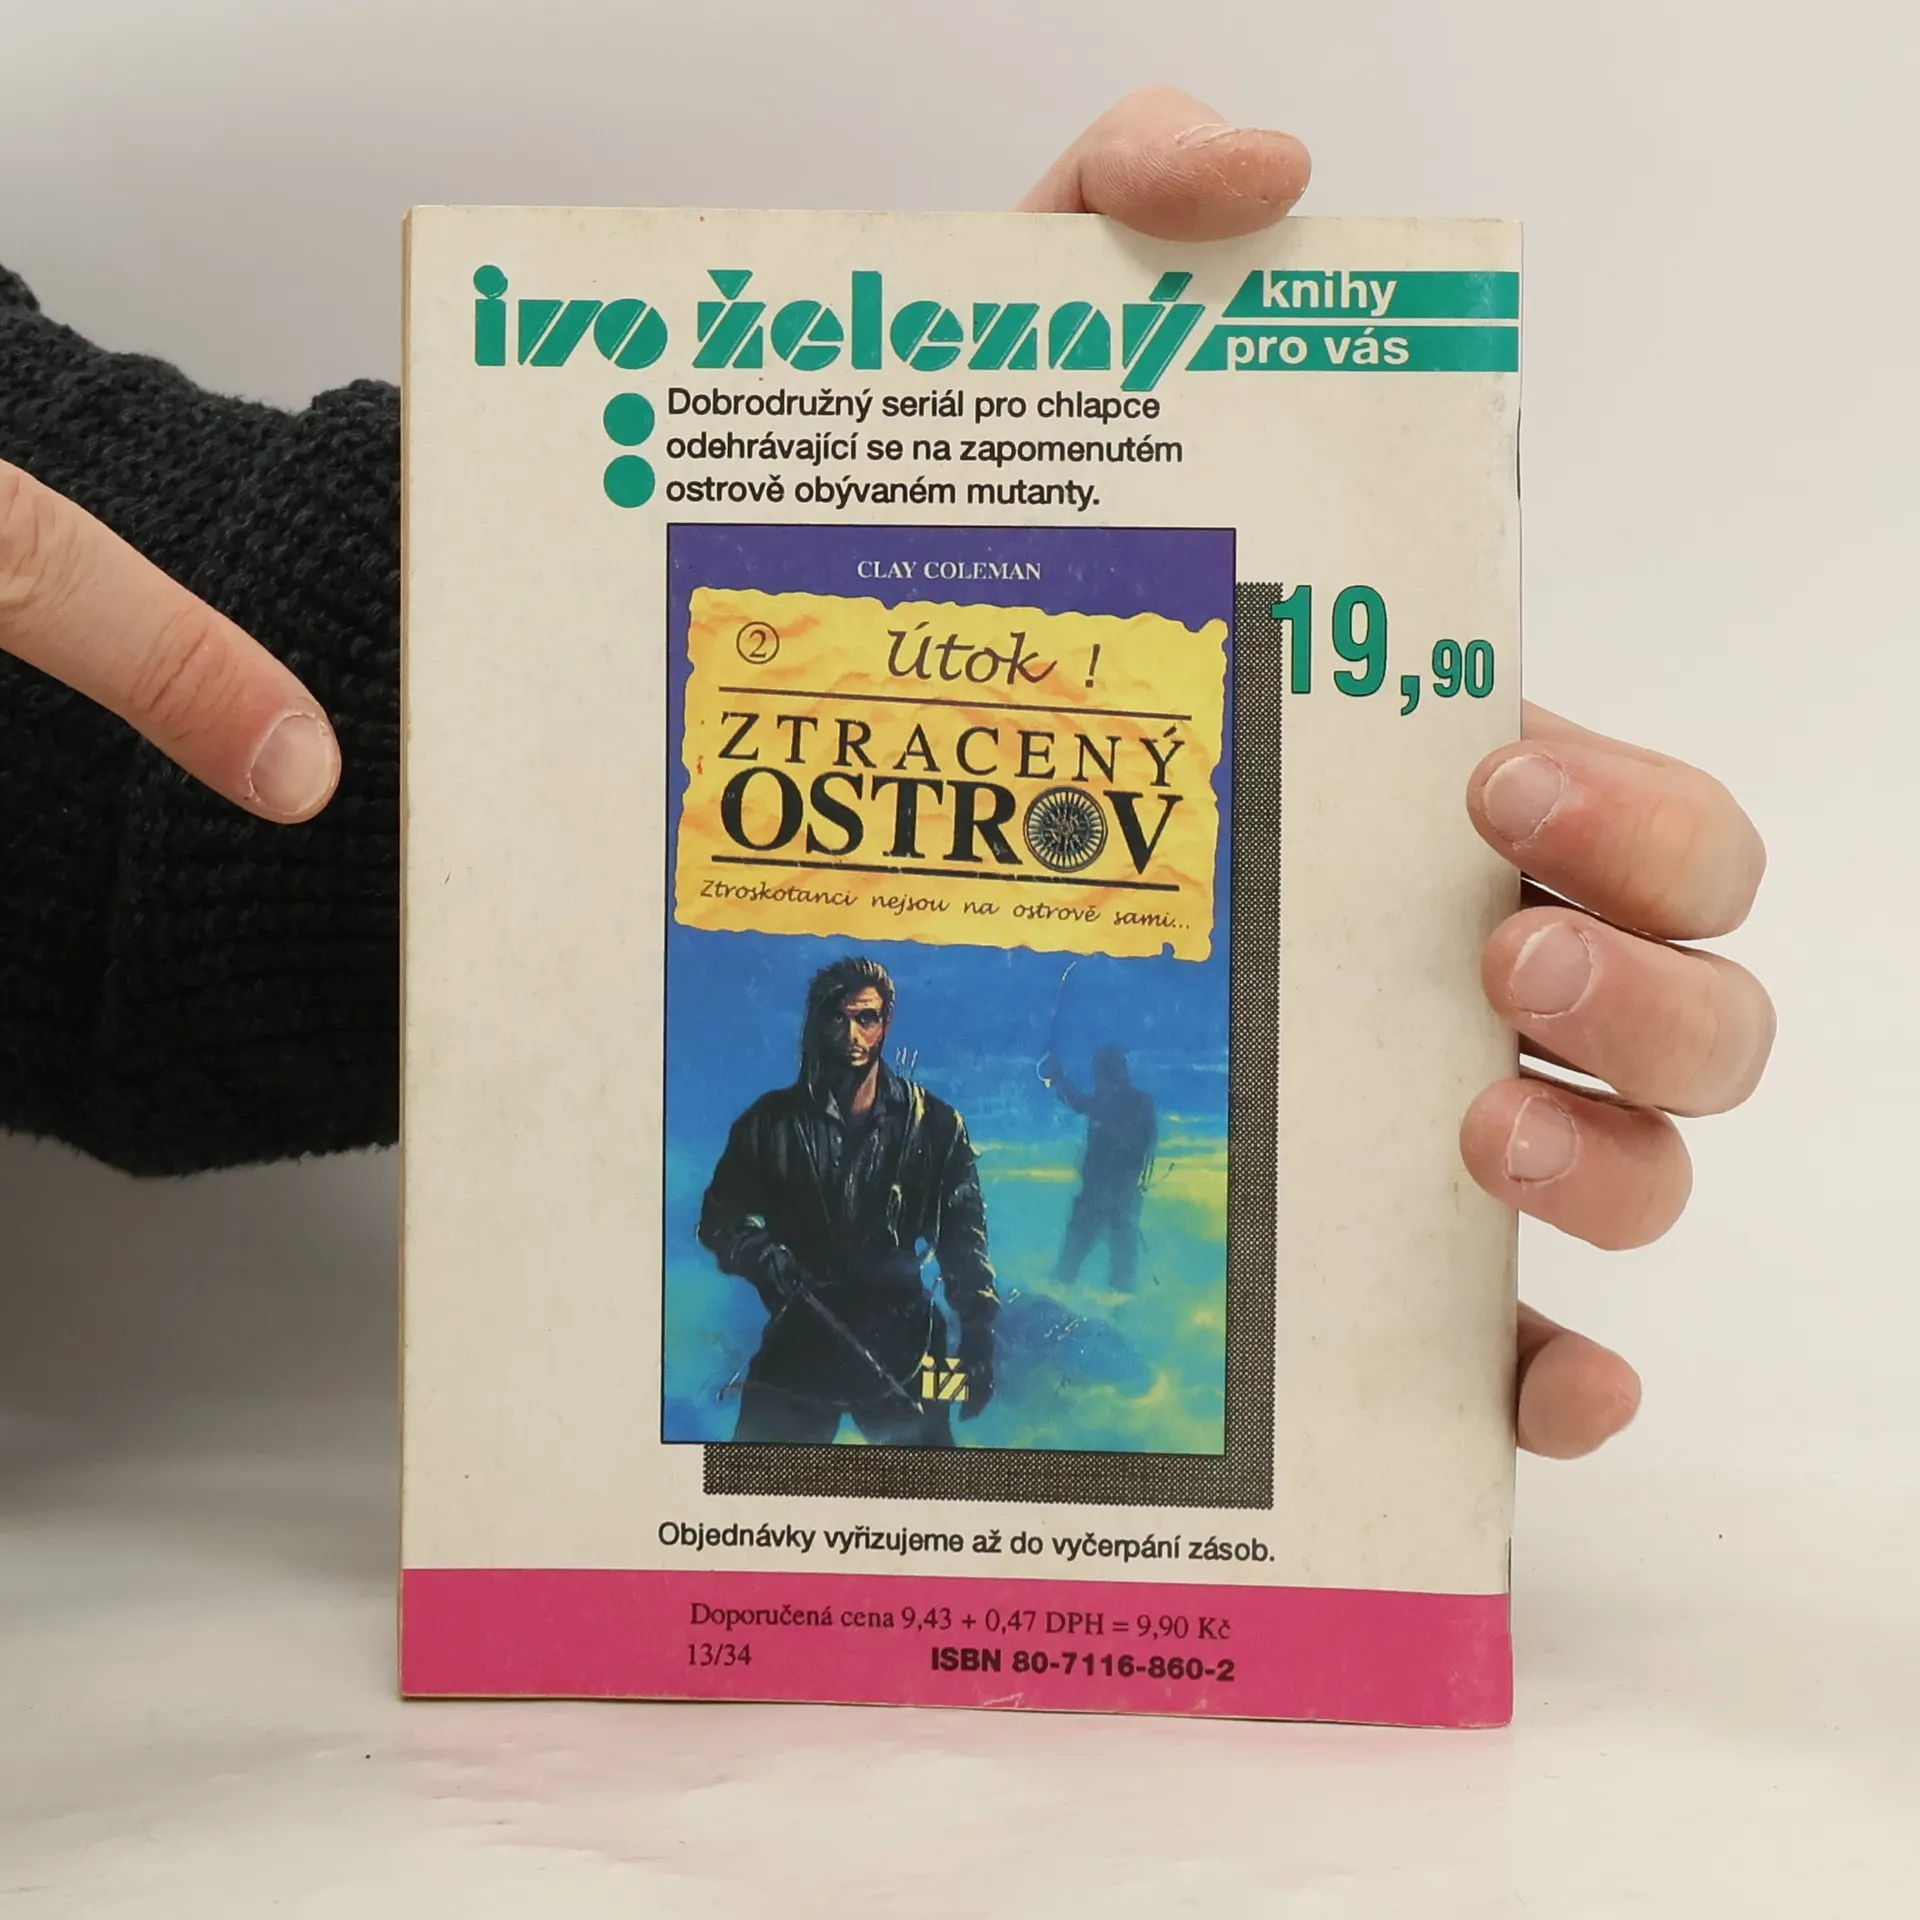 ivo železný
knihy
pro vás
Dobrodružný seriál pro chlapce
odehrávající se na zapomenutém
ostrově obývaném mutanty.
CLAY COLEMAN
2 Útok !
ZTRACENÝ
OSTROV
Ztroskotanci nejsou na ostrově sami...
19,90
iž
Objednávky vyřizujeme až do vyčerpání zásob.
Doporučená cena 9,43 + 0,47 DPH = 9,90 Kč
13/34 ISBN 80-7116-860-2